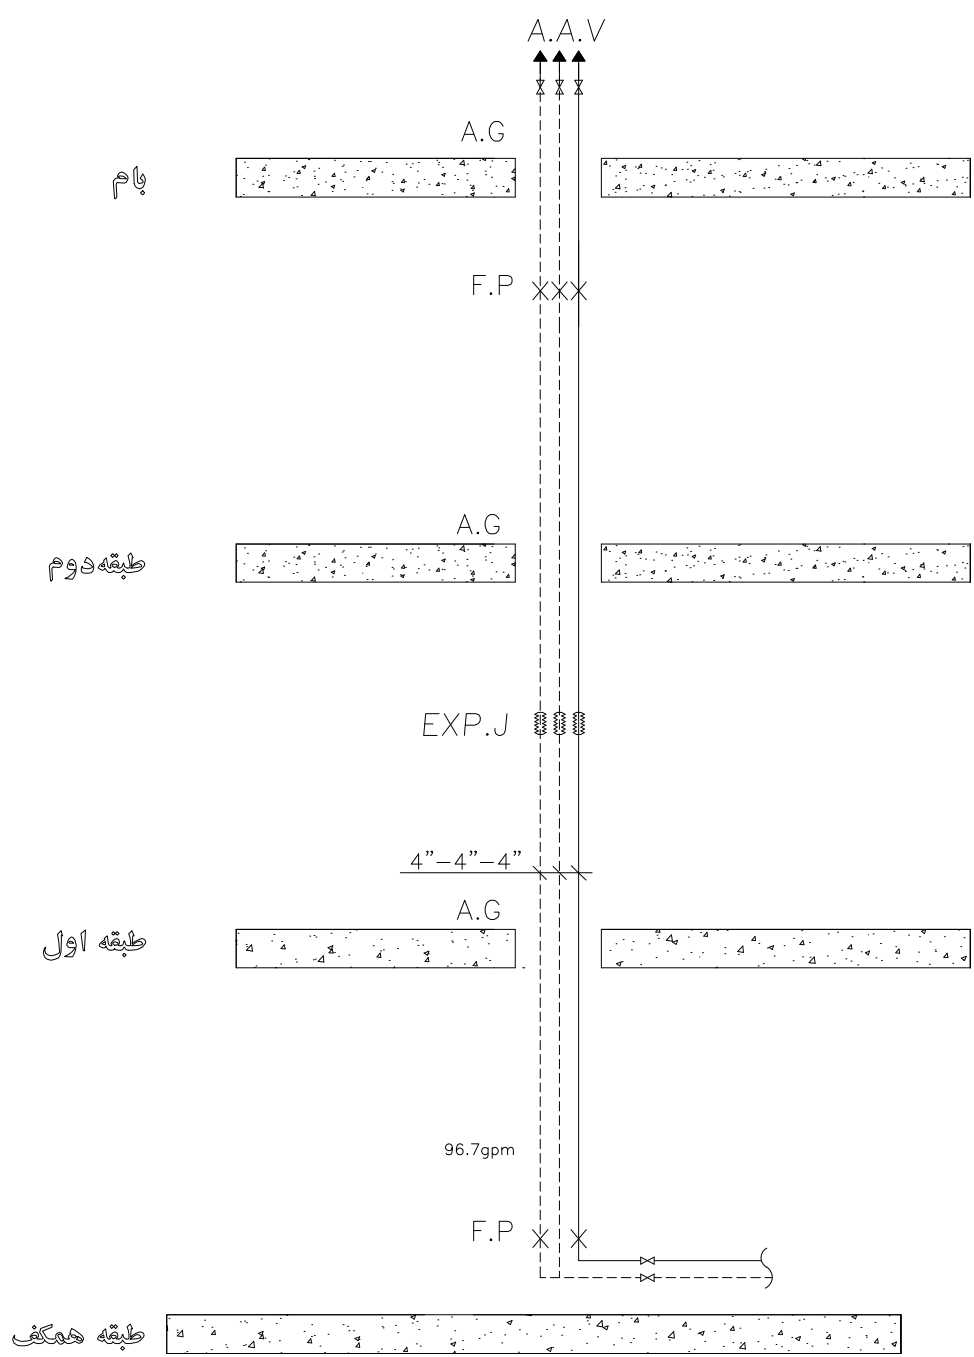 A.A.V
A.G
بام
F.P
A.G
طبقه دوم
EXP.J
4"-4"-4"
A.G
طبقه اول
96.7gpm
F.P
طبقه همکف